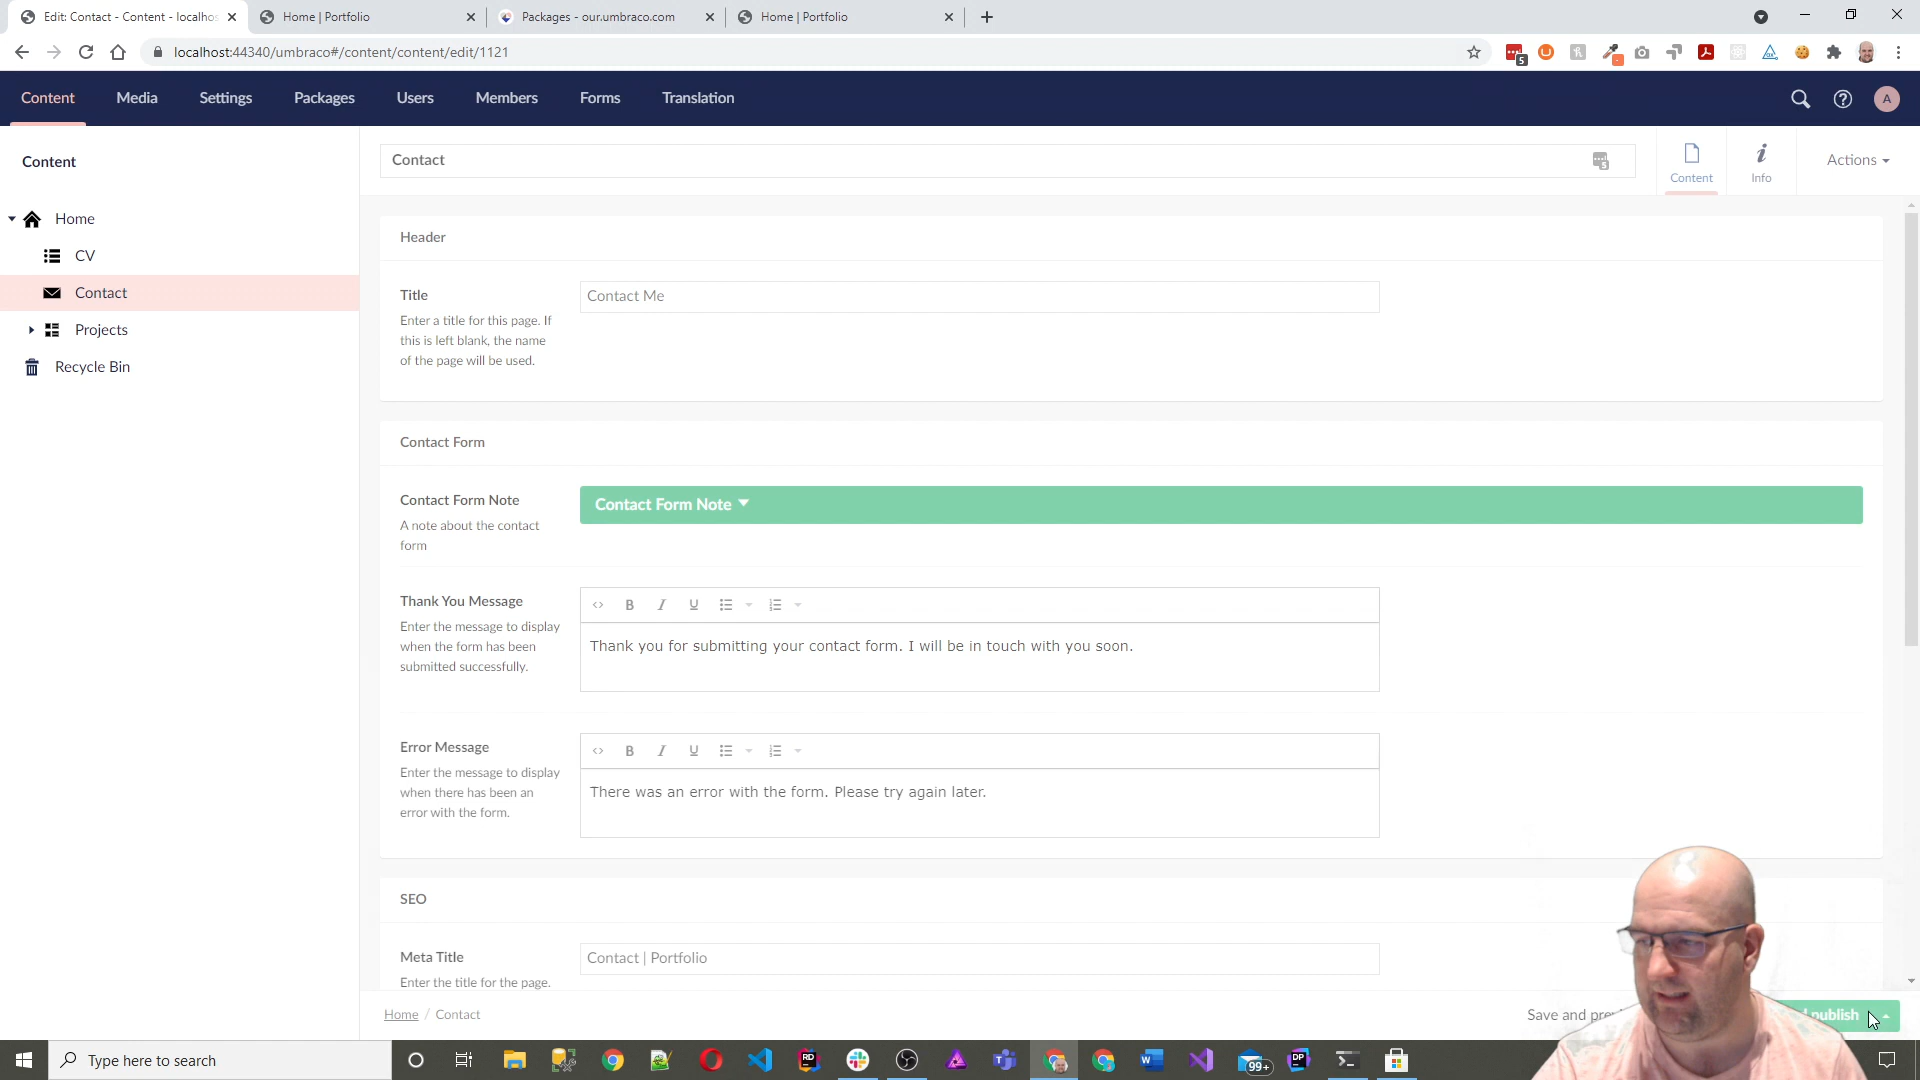 Edit: Contact - Content - localhos
Home | Portfolio
Packages - our.umbraco.com
Home | Portfolio
localhost:44340/umbraco#/content/content/edit/1121
5
Content
Media
Settings
Packages
Users
Members
Forms
Translation
A
Content
Home
CV
Contact
Projects
Recycle Bin
Contact
Content
Info
Actions
Header
Title
Enter a title for this page. If
this is left blank, the name
of the page will be used.
Contact Me
Contact Form
Contact Form Note
A note about the contact
form
Contact Form Note
Thank You Message
Enter the message to display
when the form has been
submitted successfully.
B I U
Thank you for submitting your contact form. I will be in touch with you soon.
Error Message
Enter the message to display
when there has been an
error with the form.
B I U
There was an error with the form. Please try again later.
SEO
Meta Title
Enter the title for the page.
Contact | Portfolio
Home / Contact
Save and
publish
Type here to search
RD
99+
DP